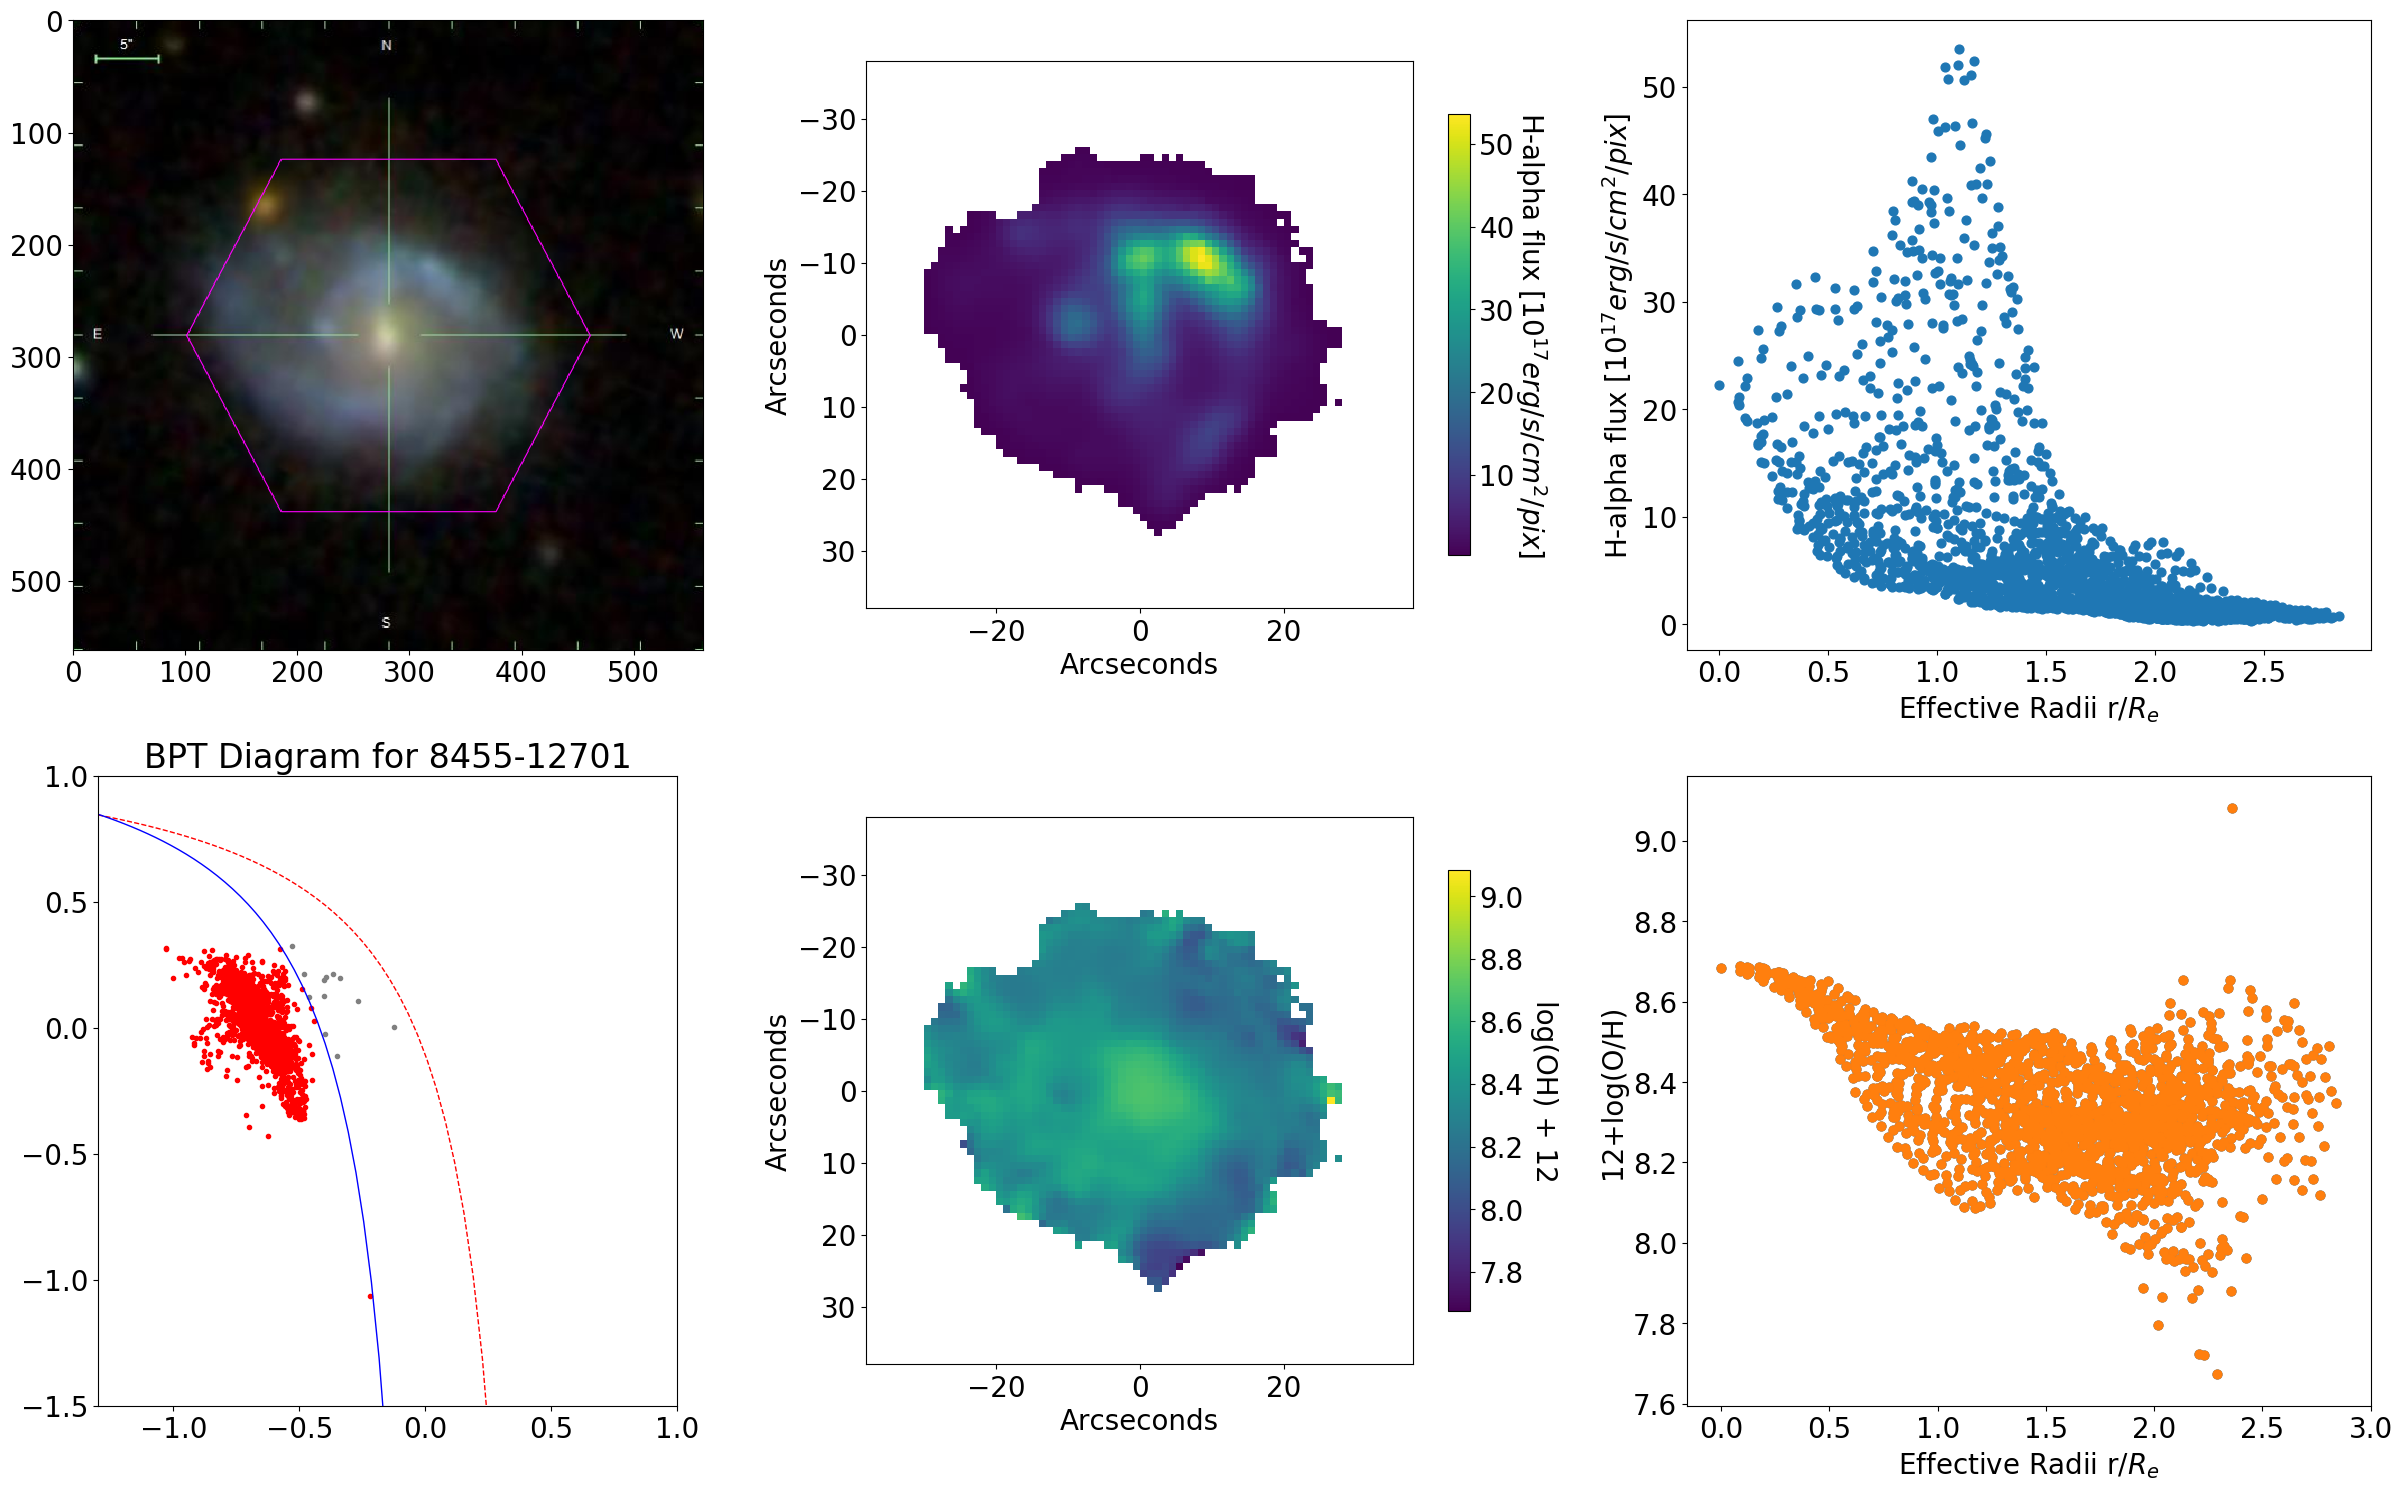 0
100
200
300
400
500
5"
N
E
W
S
0 100 200 300 400 500
−30
−20
−10
0
10
20
30
Arcseconds
−20 0 20
Arcseconds
50
40
30
20
10
H-alpha flux [10^17 erg/s/cm^2/pix]
H-alpha flux [10^17 erg/s/cm^2/pix]
50
40
30
20
10
0
0.0 0.5 1.0 1.5 2.0 2.5
Effective Radii r/R_e
BPT Diagram for 8455-12701
1.0
0.5
0.0
−0.5
−1.0
−1.5
−1.0 −0.5 0.0 0.5 1.0
−30
−20
−10
0
10
20
30
Arcseconds
−20 0 20
Arcseconds
9.0
8.8
8.6
8.4
8.2
8.0
7.8
log(OH) + 12
12+log(O/H)
9.0
8.8
8.6
8.4
8.2
8.0
7.8
7.6
0.0 0.5 1.0 1.5 2.0 2.5 3.0
Effective Radii r/R_e